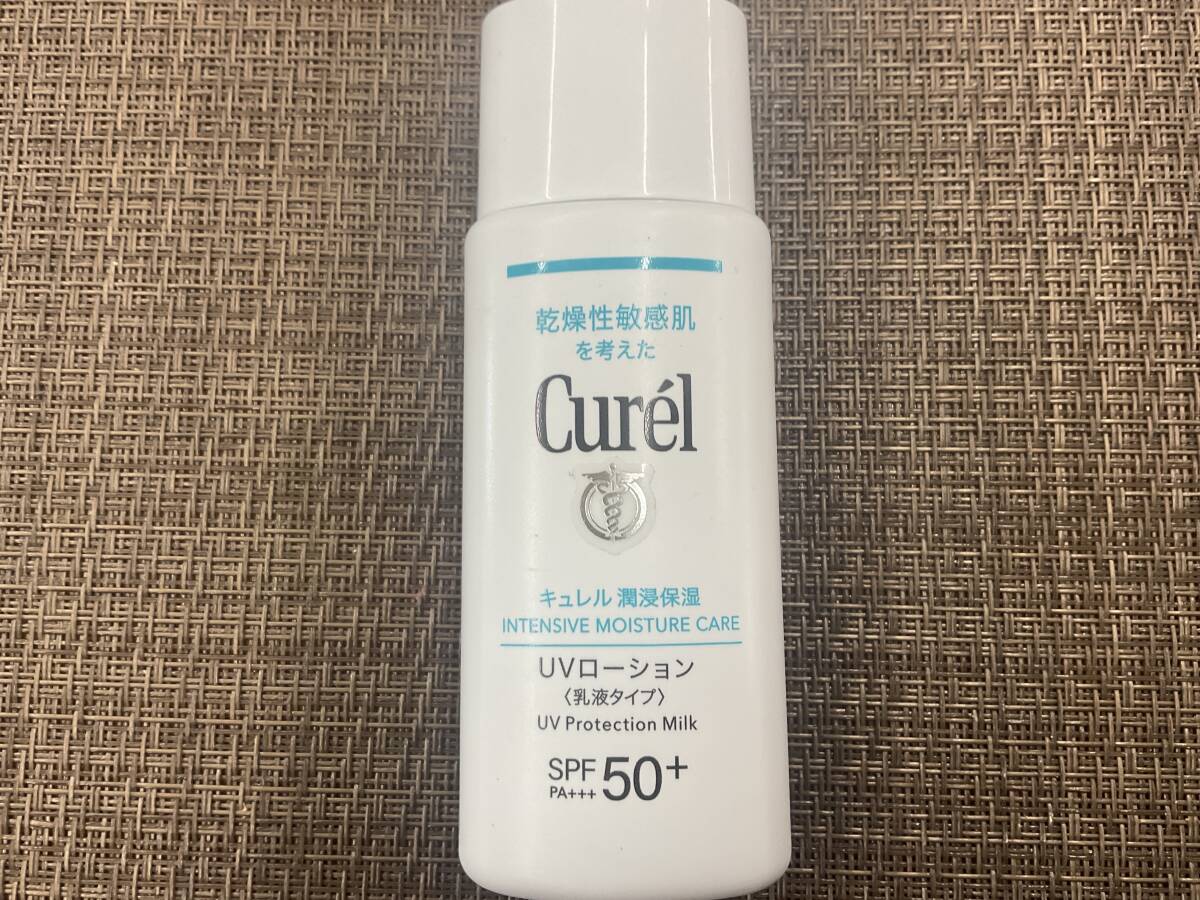 乾燥性敏感肌
を考えた
Curél
キュレル 潤浸保湿
INTENSIVE MOISTURE CARE
UVローション
〈乳液タイプ〉
UV Protection Milk
SPF 50+
PA+++